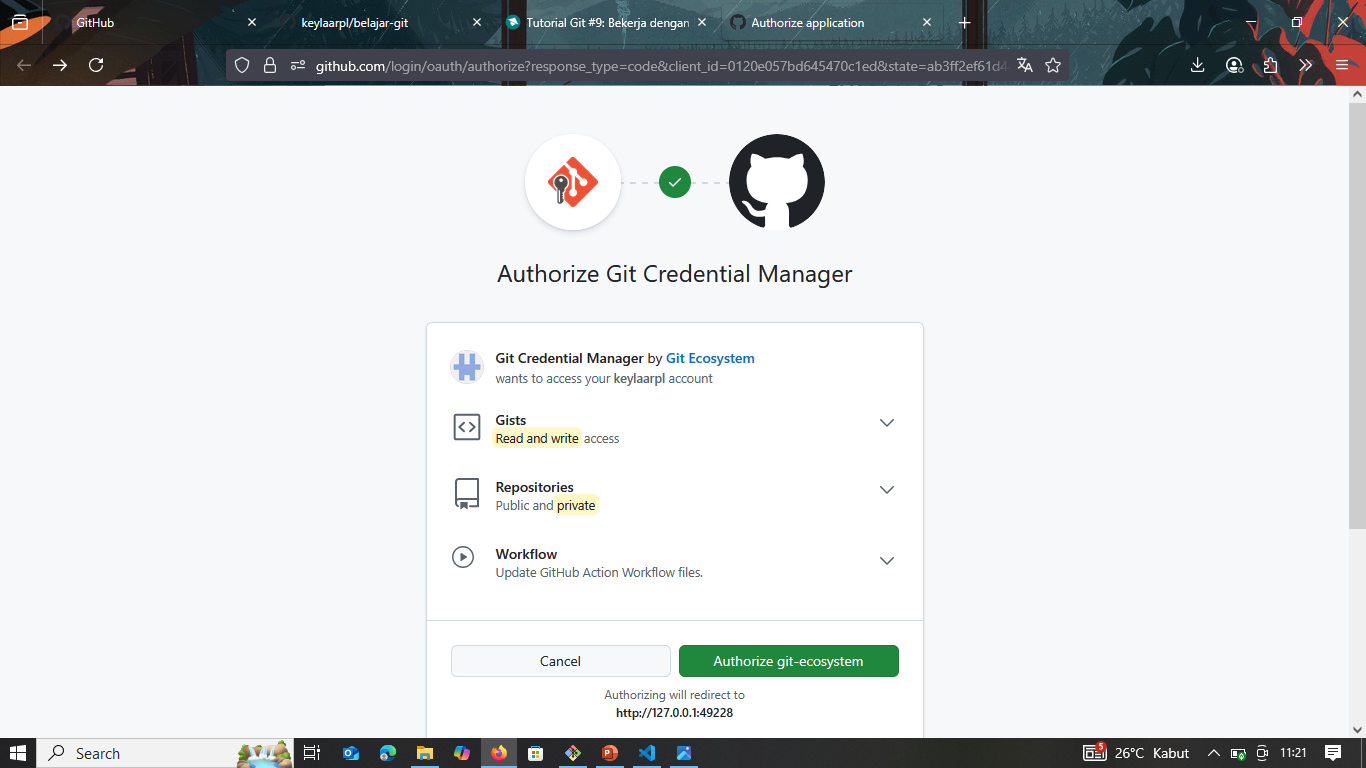 GitHub
keylaarpl/belajar-git
Tutorial Git #9: Bekerja dengan
Authorize application
github.com/login/oauth/authorize?response_type=code&client_id=0120e057bd645470c1ed&state=ab3ff2ef61d4
Authorize Git Credential Manager
Git Credential Manager by Git Ecosystem
wants to access your keylaarpl account
Gists
Read and write access
Repositories
Public and private
Workflow
Update GitHub Action Workflow files.
Cancel
Authorize git-ecosystem
Authorizing will redirect to
http://127.0.0.1:49228
Search
5
26°C Kabut
11:21